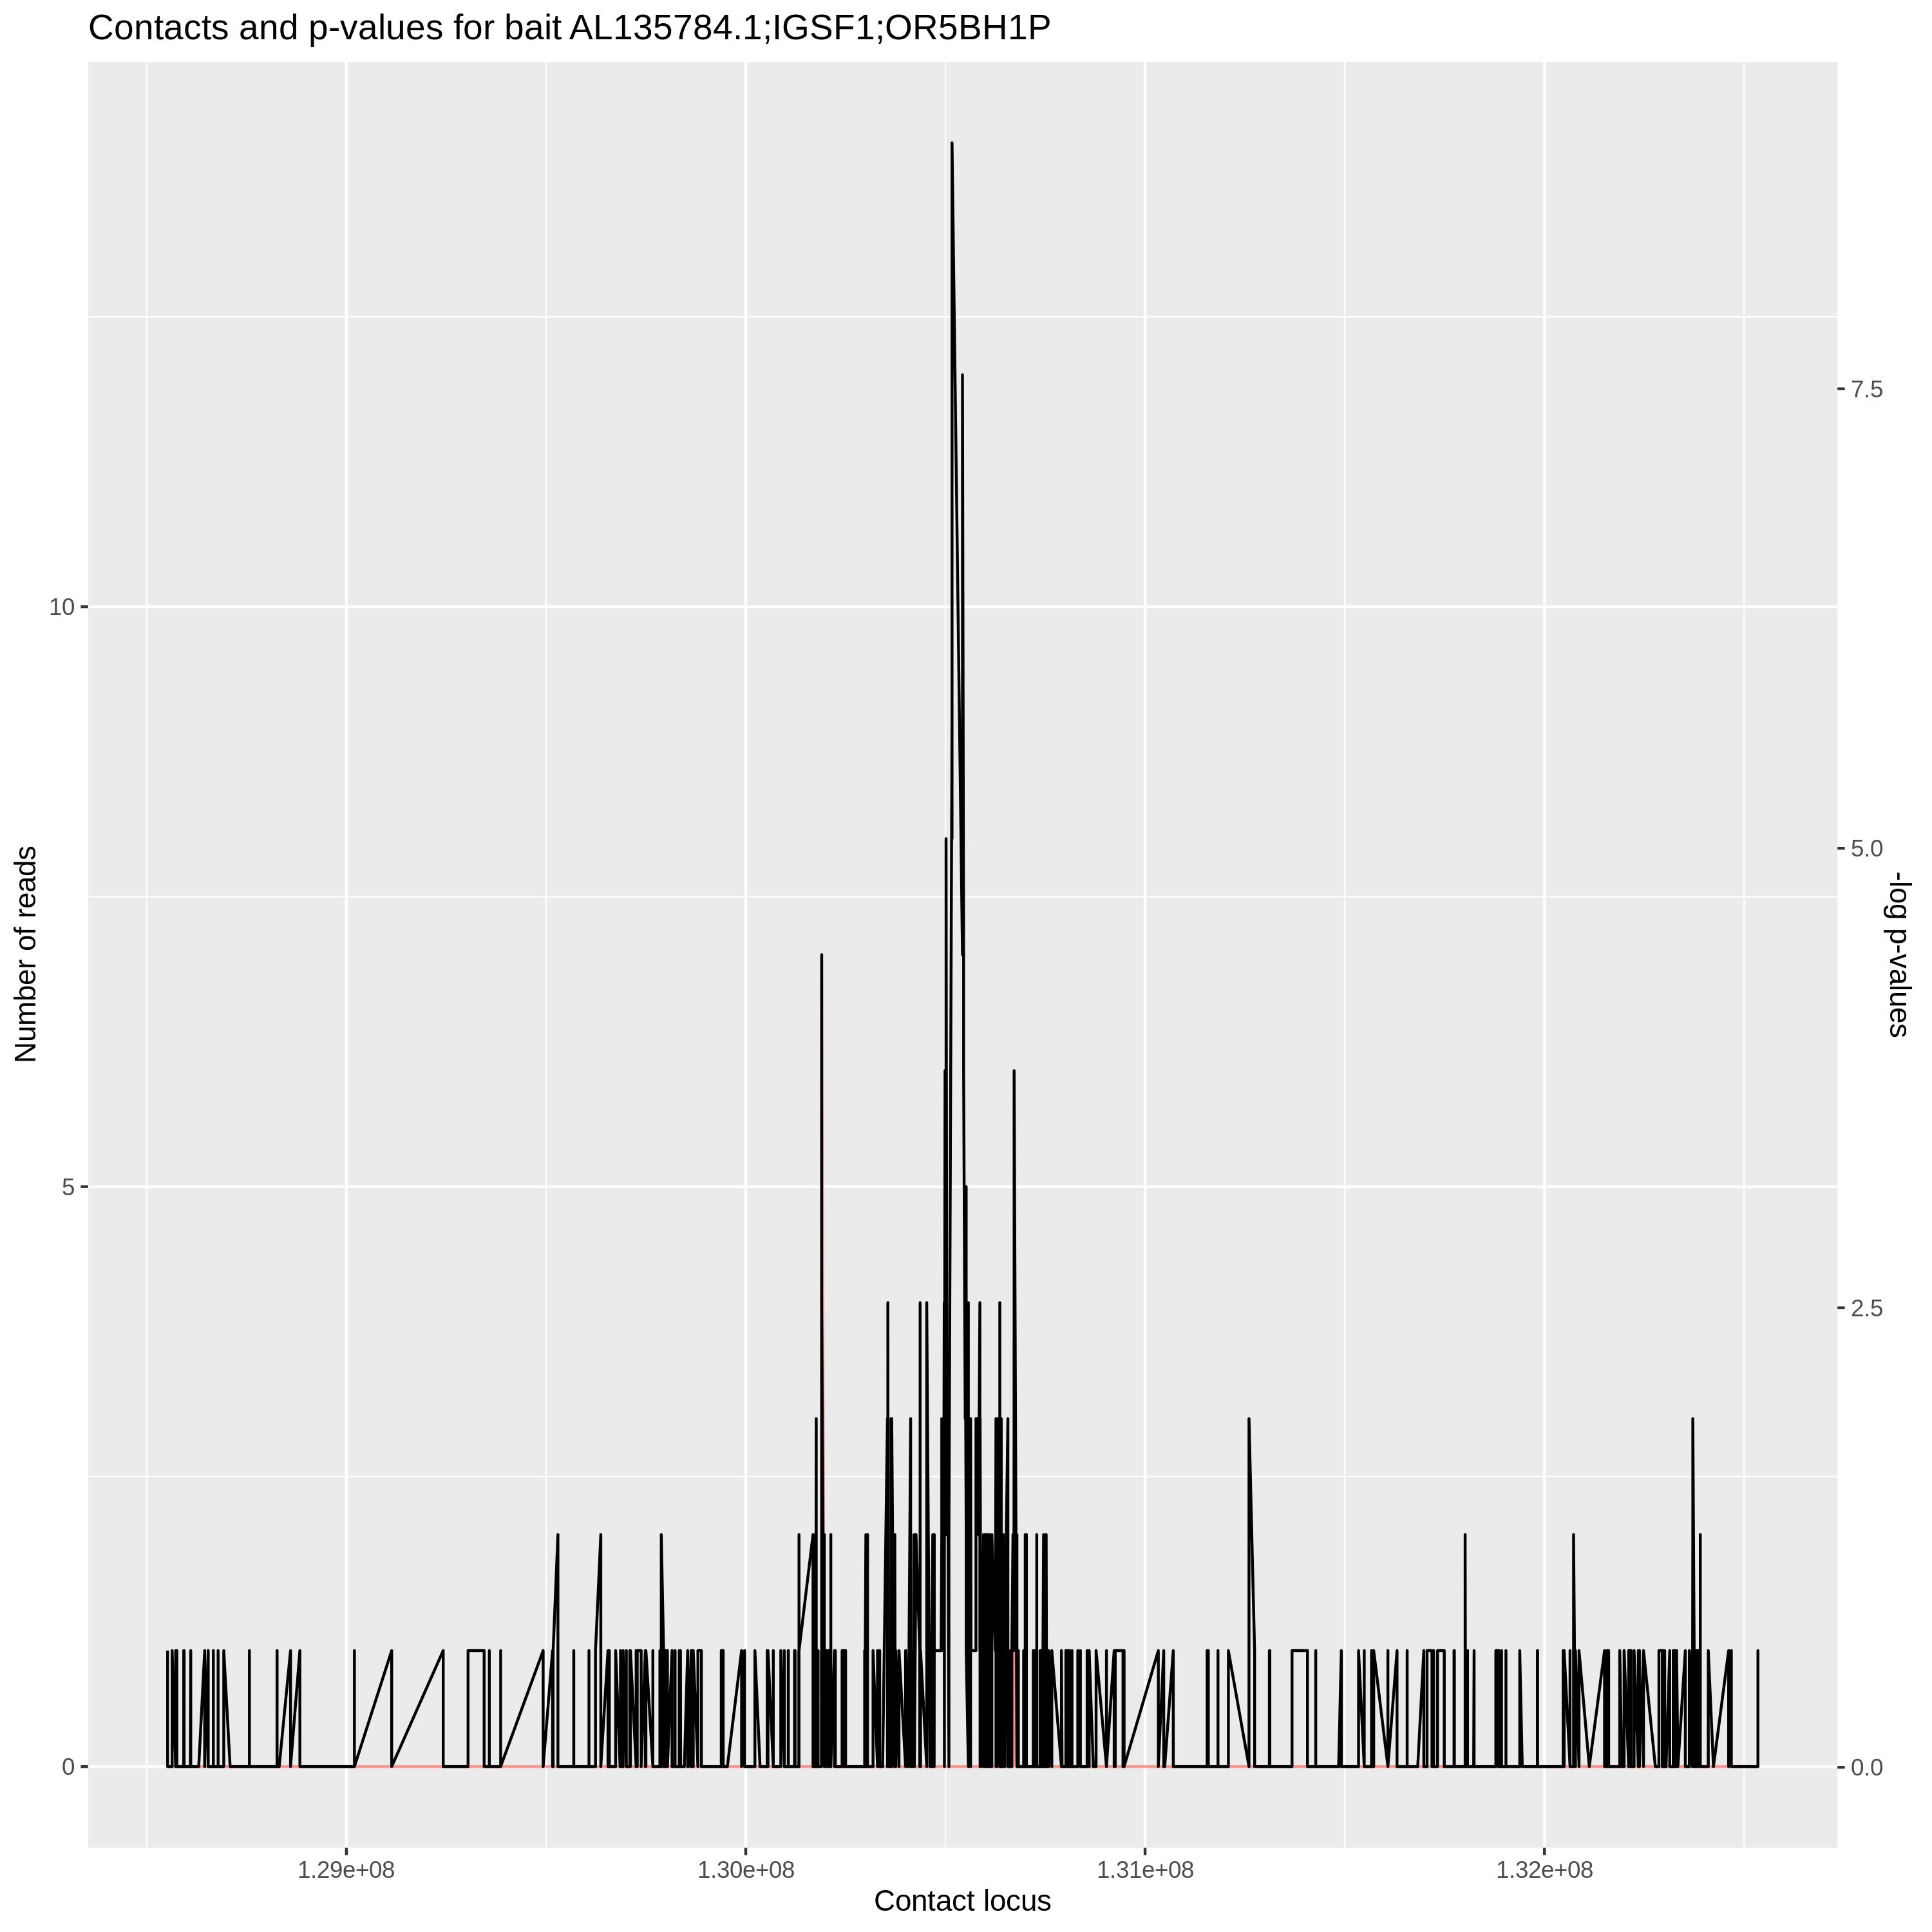 Contacts and p-values for bait AL135784.1;IGSF1;OR5BH1P
Number of reads
10
5
0
7.5
5.0
2.5
0.0
-log p-values
1.29e+08 1.30e+08 1.31e+08 1.32e+08
Contact locus